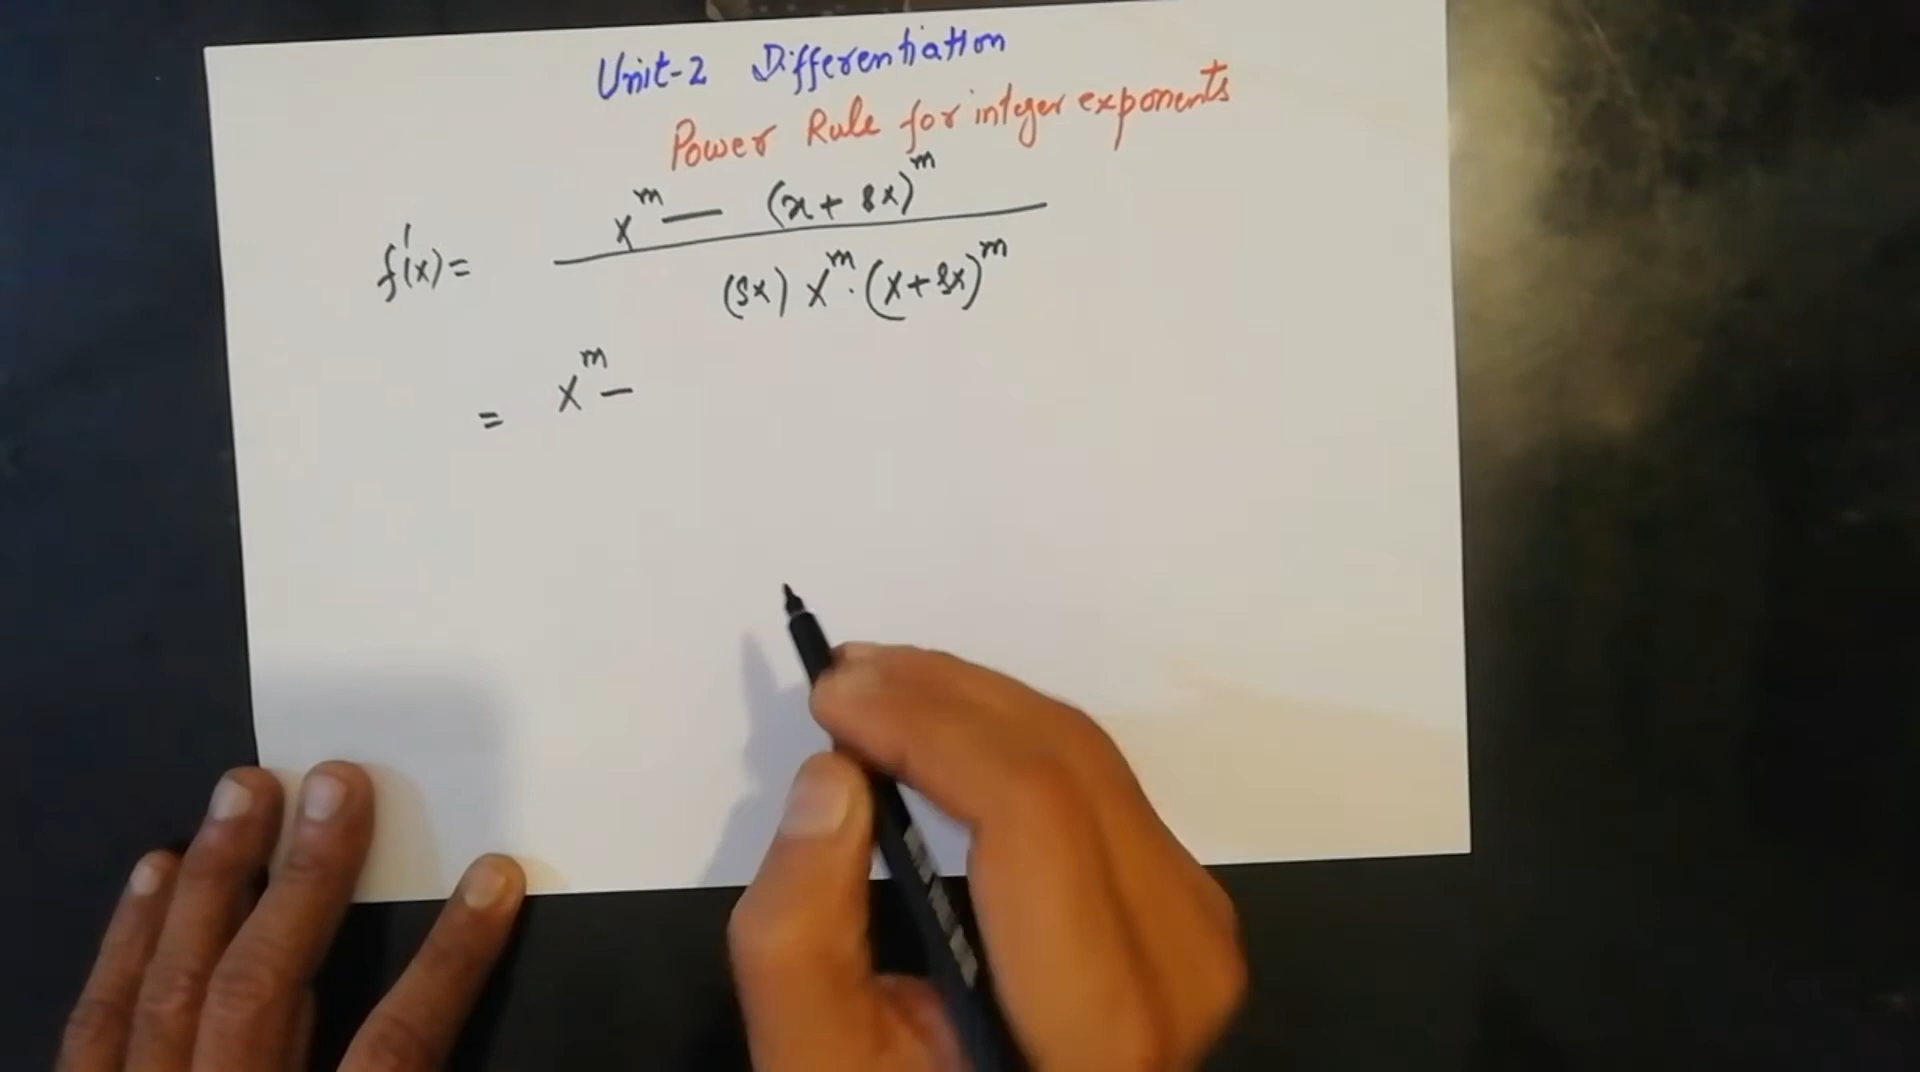 Unit-2 Differentiation
Power Rule for integer exponents
f'(x) = x^m — (x + δx)^m / (δx) x^m . (x + δx)^m
= x^m –